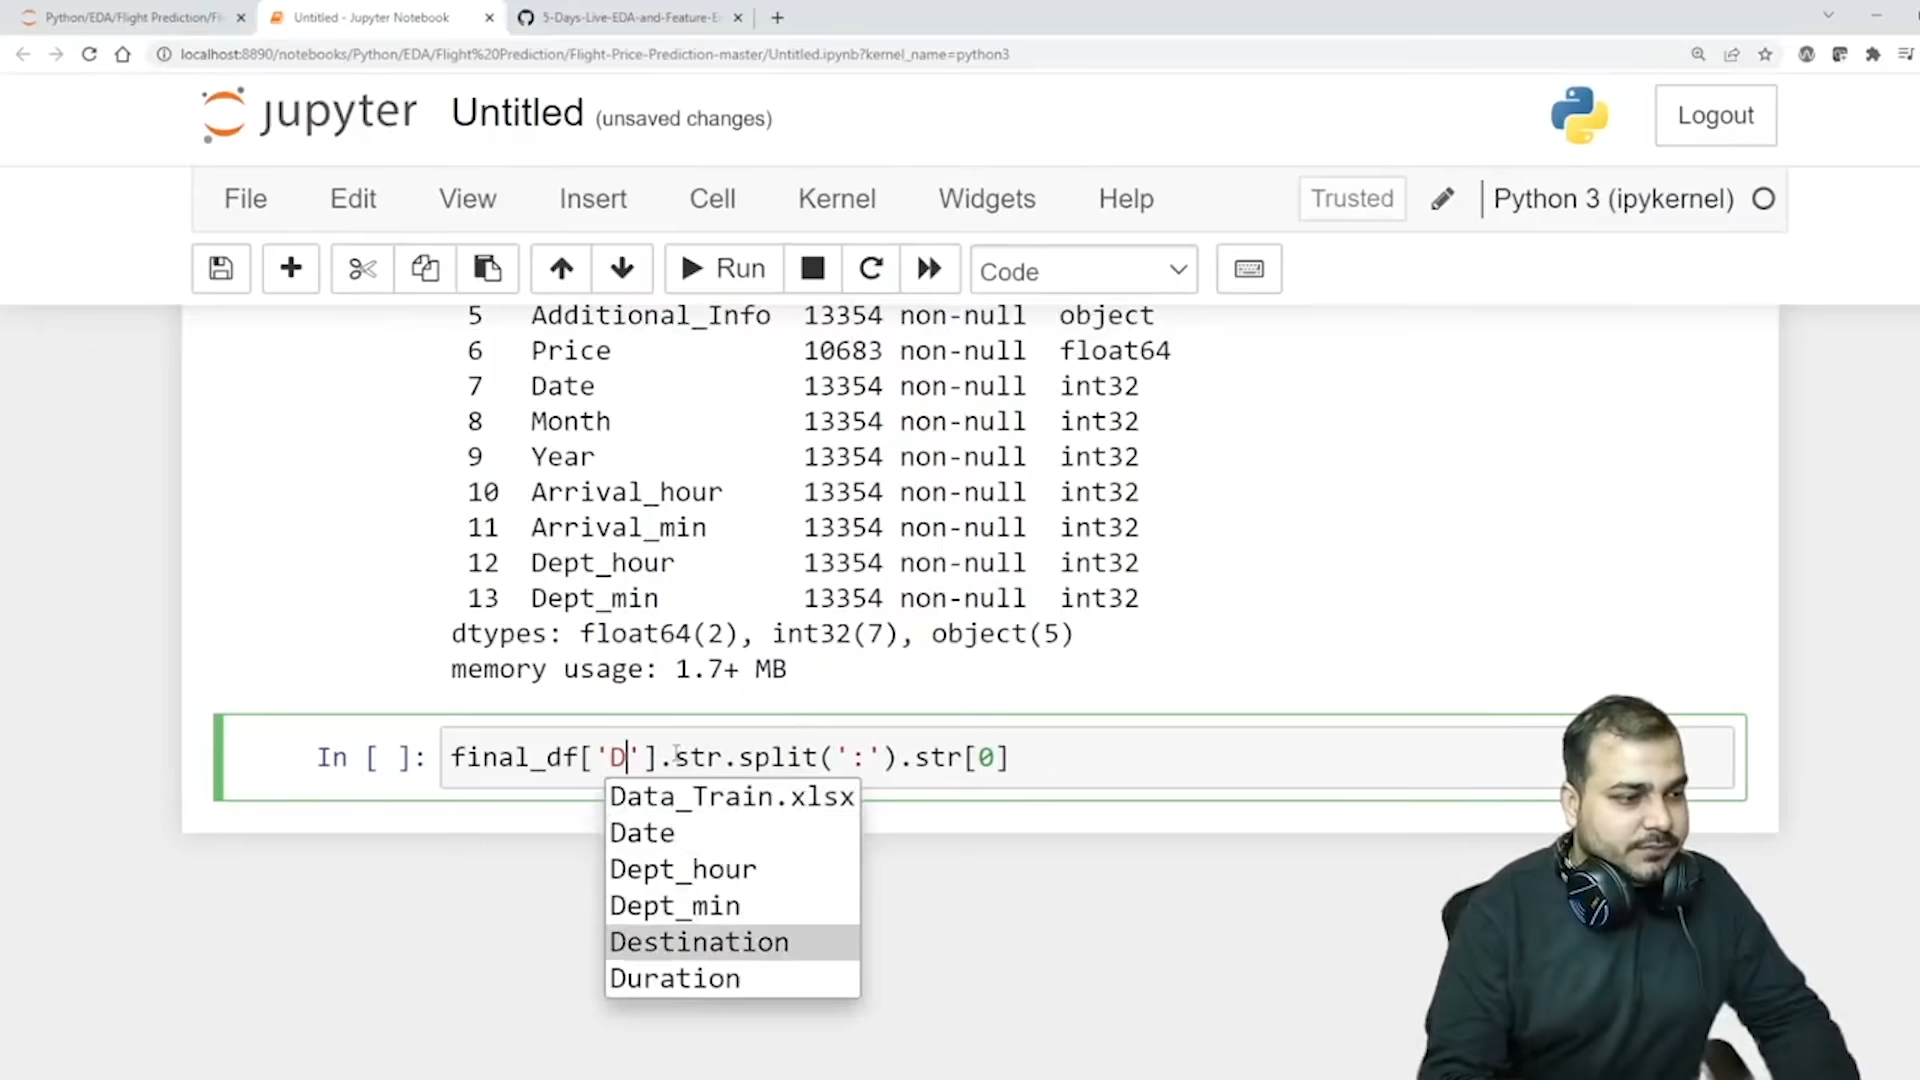 Python/EDA/Flight Prediction/Fl
Untitled - Jupyter Notebook
5-Days-Live-EDA-and-Feature-E
localhost:8890/notebooks/Python/EDA/Flight%20Prediction/Flight-Price-Prediction-master/Untitled.ipynb?kernel_name=python3
jupyter Untitled (unsaved changes)
Logout
File Edit View Insert Cell Kernel Widgets Help Trusted Python 3 (ipykernel)
Run Code
5 Additional_Info 13354 non-null object
6 Price 10683 non-null float64
7 Date 13354 non-null int32
8 Month 13354 non-null int32
9 Year 13354 non-null int32
10 Arrival_hour 13354 non-null int32
11 Arrival_min 13354 non-null int32
12 Dept_hour 13354 non-null int32
13 Dept_min 13354 non-null int32
dtypes: float64(2), int32(7), object(5)
memory usage: 1.7+ MB
In [ ]: final_df['D'].str.split(':').str[0]
Data_Train.xlsx
Date
Dept_hour
Dept_min
Destination
Duration